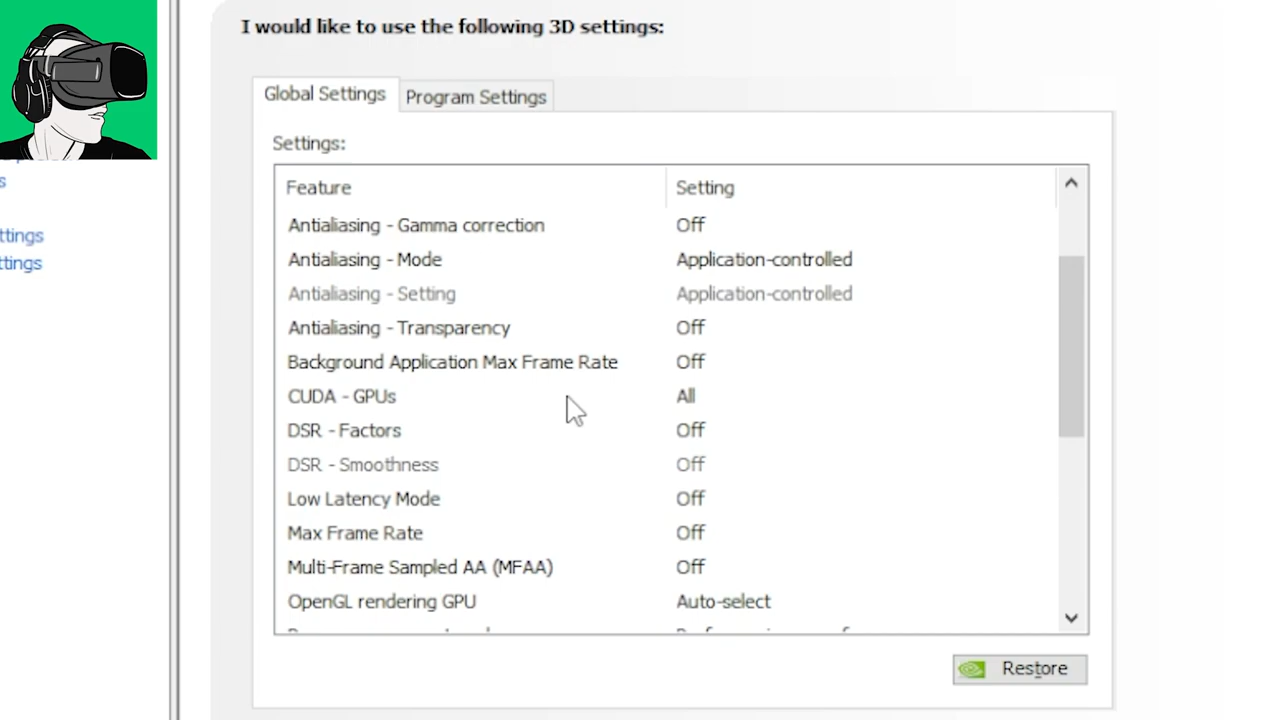 I would like to use the following 3D settings:
Global Settings
Program Settings
Settings:
Feature
Setting
Antialiasing - Gamma correction
Off
Antialiasing - Mode
Application-controlled
Antialiasing - Setting
Application-controlled
Antialiasing - Transparency
Off
Background Application Max Frame Rate
Off
CUDA - GPUs
All
DSR - Factors
Off
DSR - Smoothness
Off
Low Latency Mode
Off
Max Frame Rate
Off
Multi-Frame Sampled AA (MFAA)
Off
OpenGL rendering GPU
Auto-select
Restore
s
ttings
ttings